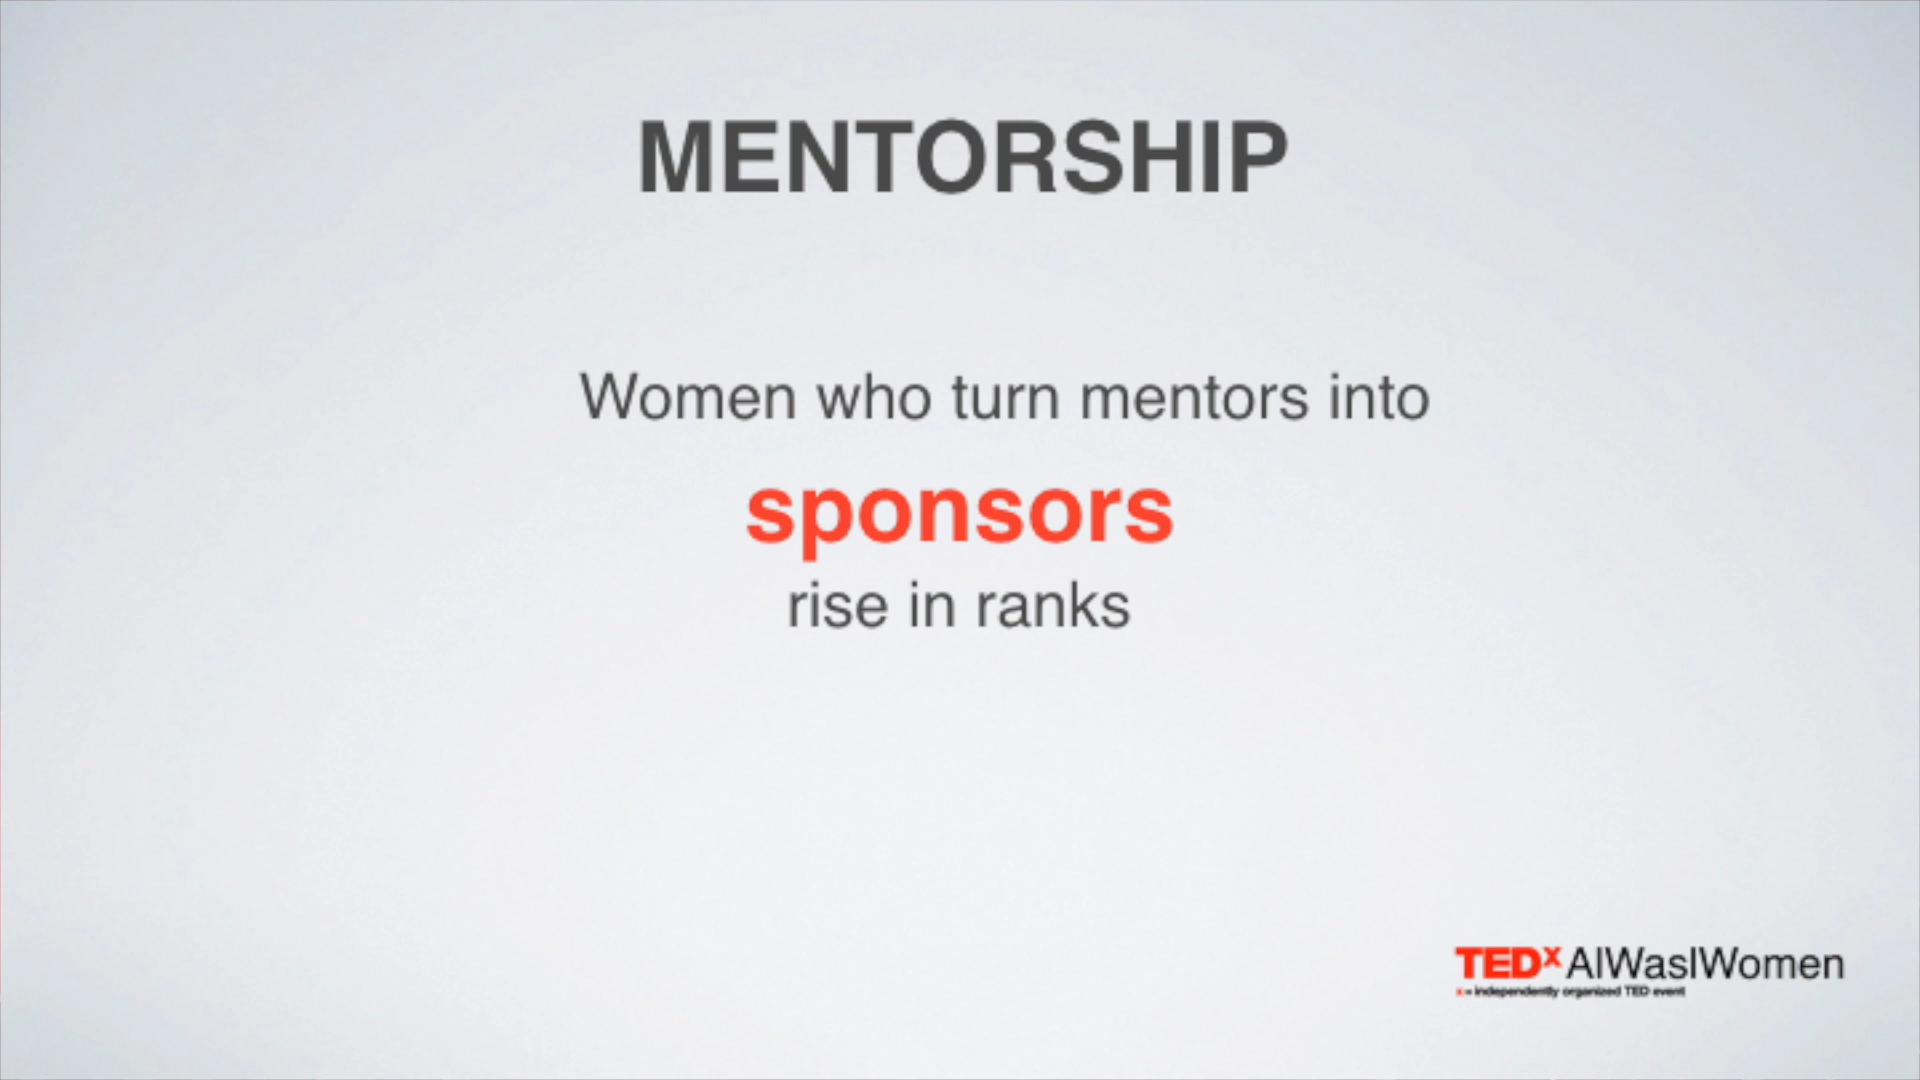 MENTORSHIP
Women who turn mentors into
sponsors
rise in ranks
TEDx AlWaslWomen
x = independently organized TED event